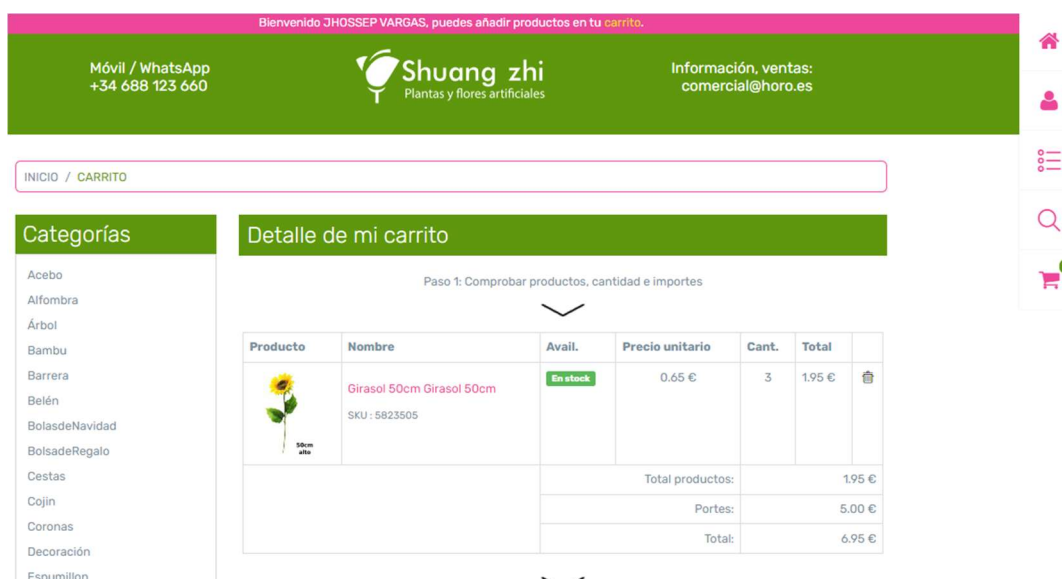 Bienvenido JHOSSEP VARGAS, puedes añadir productos en tu carrito.
Móvil / WhatsApp
+34 688 123 660
Shuang zhi
Plantas y flores artificiales
Información, ventas:
comercial@horo.es
INICIO / CARRITO
Categorías
Acebo
Alfombra
Árbol
Bambu
Barrera
Belén
BolasdeNavidad
BolsadeRegalo
Cestas
Cojin
Coronas
Decoración
Espumillon
Detalle de mi carrito
Paso 1: Comprobar productos, cantidad e importes
Producto Nombre Avail. Precio unitario Cant. Total
Girasol 50cm Girasol 50cm En stock 0.65 € 3 1.95 €
SKU : 5823505
50cm
alto
Total productos: 1.95 €
Portes: 5.00 €
Total: 6.95 €